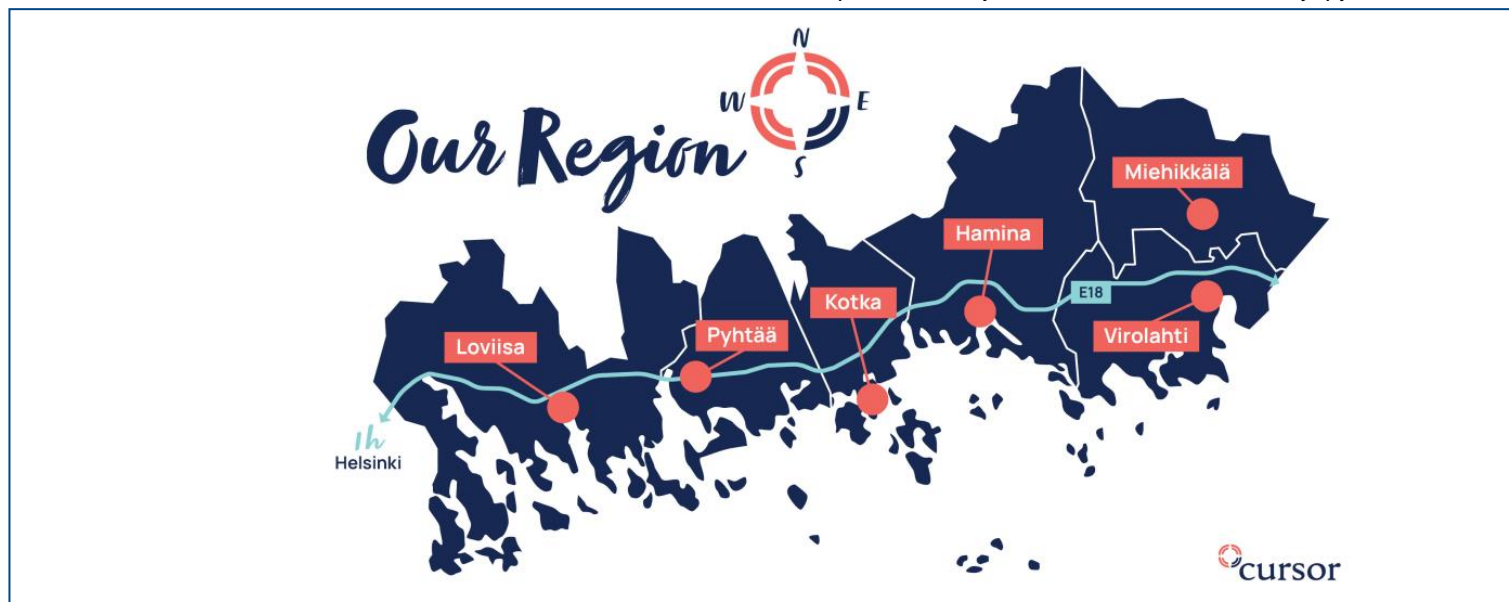 N
W E
S
Our Region
Miehikkälä
Hamina
E18
Kotka
Virolahti
Pyhtää
Loviisa
1h
Helsinki
cursor